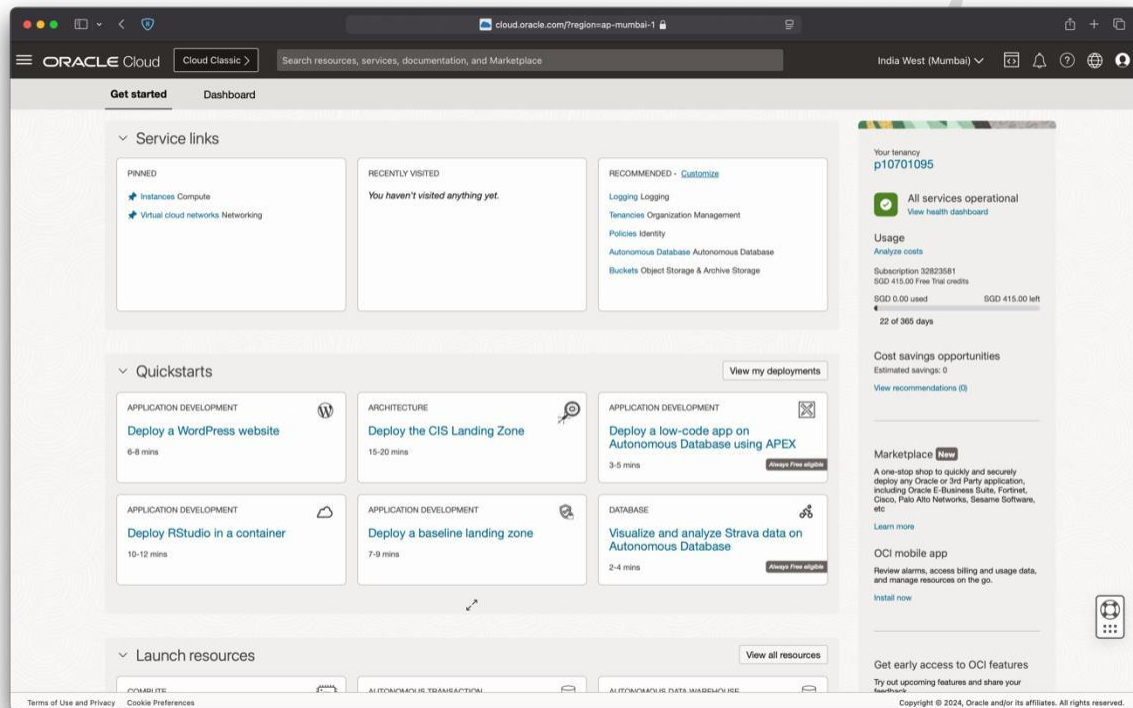 cloud.oracle.com/?region=ap-mumbai-1
ORACLE Cloud
Cloud Classic >
Search resources, services, documentation, and Marketplace
India West (Mumbai)
Get started
Dashboard
Service links
PINNED
Instances Compute
Virtual cloud networks Networking
RECENTLY VISITED
You haven't visited anything yet.
RECOMMENDED - Customize
Logging Logging
Tenancies Organization Management
Policies Identity
Autonomous Database Autonomous Database
Buckets Object Storage & Archive Storage
Quickstarts
View my deployments
APPLICATION DEVELOPMENT
Deploy a WordPress website
6-8 mins
ARCHITECTURE
Deploy the CIS Landing Zone
15-20 mins
APPLICATION DEVELOPMENT
Deploy a low-code app on
Autonomous Database using APEX
3-5 mins
Always Free eligible
APPLICATION DEVELOPMENT
Deploy RStudio in a container
10-12 mins
APPLICATION DEVELOPMENT
Deploy a baseline landing zone
7-9 mins
DATABASE
Visualize and analyze Strava data on
Autonomous Database
2-4 mins
Always Free eligible
Launch resources
View all resources
COMPUTE
AUTONOMOUS TRANSACTION
AUTONOMOUS DATA WAREHOUSE
Your tenancy
p10701095
All services operational
View health dashboard
Usage
Analyze costs
Subscription 32823581
SGD 415.00 Free Trial credits
SGD 0.00 used
SGD 415.00 left
22 of 365 days
Cost savings opportunities
Estimated savings: 0
View recommendations (0)
Marketplace New
A one-stop shop to quickly and securely
deploy any Oracle or 3rd Party application,
including Oracle E-Business Suite, Fortinet,
Cisco, Palo Alto Networks, Sesame Software,
etc
Learn more
OCI mobile app
Review alarms, access billing and usage data,
and manage resources on the go.
Install now
Get early access to OCI features
Try out upcoming features and share your
feedback
Terms of Use and Privacy
Cookie Preferences
Copyright © 2024, Oracle and/or its affiliates. All rights reserved.